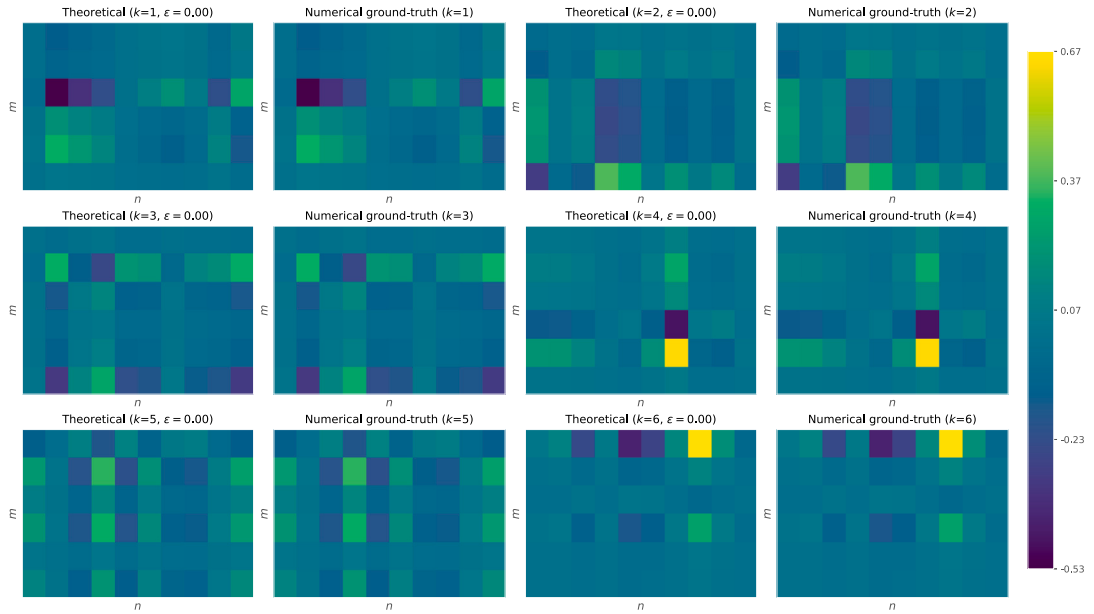 Theoretical (k=1, ε = 0.00)
Numerical ground-truth (k=1)
Theoretical (k=2, ε = 0.00)
Numerical ground-truth (k=2)
m
m
m
m
n
n
n
n
Theoretical (k=3, ε = 0.00)
Numerical ground-truth (k=3)
Theoretical (k=4, ε = 0.00)
Numerical ground-truth (k=4)
m
m
m
m
n
n
n
n
Theoretical (k=5, ε = 0.00)
Numerical ground-truth (k=5)
Theoretical (k=6, ε = 0.00)
Numerical ground-truth (k=6)
m
m
m
m
n
n
n
n
0.67
0.37
0.07
-0.23
-0.53